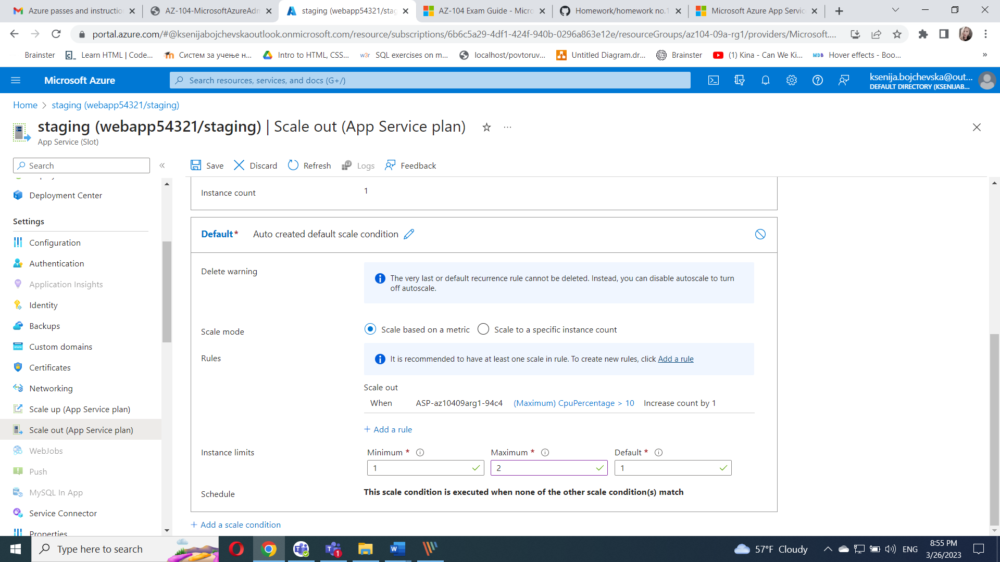 Azure passes and instructio
AZ-104-MicrosoftAzureAdm
staging (webapp54321/stag
AZ-104 Exam Guide - Micro
Homework/homework no.1
Microsoft Azure App Servic
portal.azure.com/#@ksenijabojchevskaoutlook.onmicrosoft.com/resource/subscriptions/6b6c5a29-4df1-424f-940b-0296a863e12e/resourceGroups/az104-09a-rg1/providers/Microsoft....
Brainster
Learn HTML | Code...
Систем за учење н...
Intro to HTML, CSS...
SQL exercises on m...
localhost/povtoruv...
Untitled Diagram.dr...
Brainster
(1) Kina - Can We Ki...
Hover effects - Boo...
»
Microsoft Azure
Search resources, services, and docs (G+/)
ksenija.bojchevska@out...
DEFAULT DIRECTORY (KSENIJAB...
Home > staging (webapp54321/staging)
staging (webapp54321/staging) | Scale out (App Service plan)
App Service (Slot)
Search
«
Save
Discard
Refresh
Logs
Feedback
Deployment Center
Settings
Configuration
Authentication
Application Insights
Identity
Backups
Custom domains
Certificates
Networking
Scale up (App Service plan)
Scale out (App Service plan)
WebJobs
Push
MySQL In App
Service Connector
Properties
Instance count
1
Default* Auto created default scale condition
Delete warning
The very last or default recurrence rule cannot be deleted. Instead, you can disable autoscale to turn
off autoscale.
Scale mode
Scale based on a metric
Scale to a specific instance count
Rules
It is recommended to have at least one scale in rule. To create new rules, click Add a rule
Scale out
When ASP-az10409arg1-94c4 (Maximum) CpuPercentage > 10 Increase count by 1
+ Add a rule
Instance limits
Minimum *
Maximum *
Default *
1
2
1
Schedule
This scale condition is executed when none of the other scale condition(s) match
+ Add a scale condition
Type here to search
1
57°F Cloudy
ENG
8:55 PM
3/26/2023